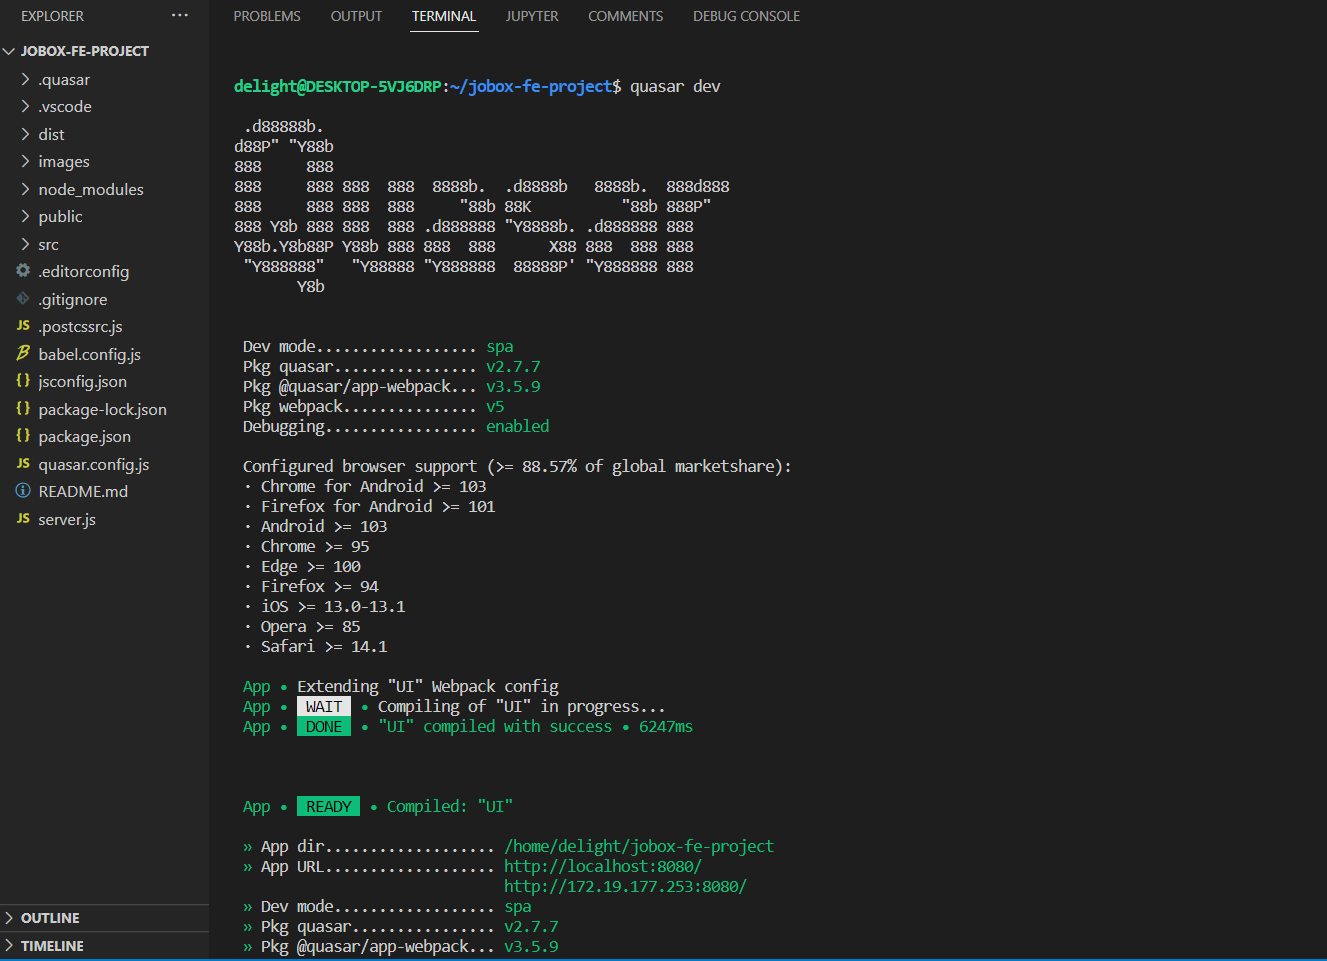 EXPLORER ···
JOBOX-FE-PROJECT
.quasar
.vscode
dist
images
node_modules
public
src
.editorconfig
.gitignore
JS .postcssrc.js
babel.config.js
{} jsconfig.json
{} package-lock.json
{} package.json
JS quasar.config.js
README.md
JS server.js
OUTLINE
TIMELINE
PROBLEMS OUTPUT TERMINAL JUPYTER COMMENTS DEBUG CONSOLE
delight@DESKTOP-5VJ6DRP:~/jobox-fe-project$ quasar dev
 .d88888b.
d88P" "Y88b
888     888
888     888 888  888  8888b.  .d8888b   8888b.  888d888
888     888 888  888     "88b 88K          "88b 888P"
888 Y8b 888 888  888 .d888888 "Y8888b. .d888888 888
Y88b.Y8b88P Y88b 888 888  888      X88 888  888 888
 "Y888888"   "Y88888 "Y888888  88888P' "Y888888 888
       Y8b
Dev mode.................. spa
Pkg quasar................ v2.7.7
Pkg @quasar/app-webpack... v3.5.9
Pkg webpack............... v5
Debugging................. enabled
Configured browser support (>= 88.57% of global marketshare):
· Chrome for Android >= 103
· Firefox for Android >= 101
· Android >= 103
· Chrome >= 95
· Edge >= 100
· Firefox >= 94
· iOS >= 13.0-13.1
· Opera >= 85
· Safari >= 14.1
App • Extending "UI" Webpack config
App • WAIT • Compiling of "UI" in progress...
App • DONE • "UI" compiled with success • 6247ms
App • READY • Compiled: "UI"
» App dir................... /home/delight/jobox-fe-project
» App URL................... http://localhost:8080/
http://172.19.177.253:8080/
» Dev mode.................. spa
» Pkg quasar................ v2.7.7
» Pkg @quasar/app-webpack... v3.5.9